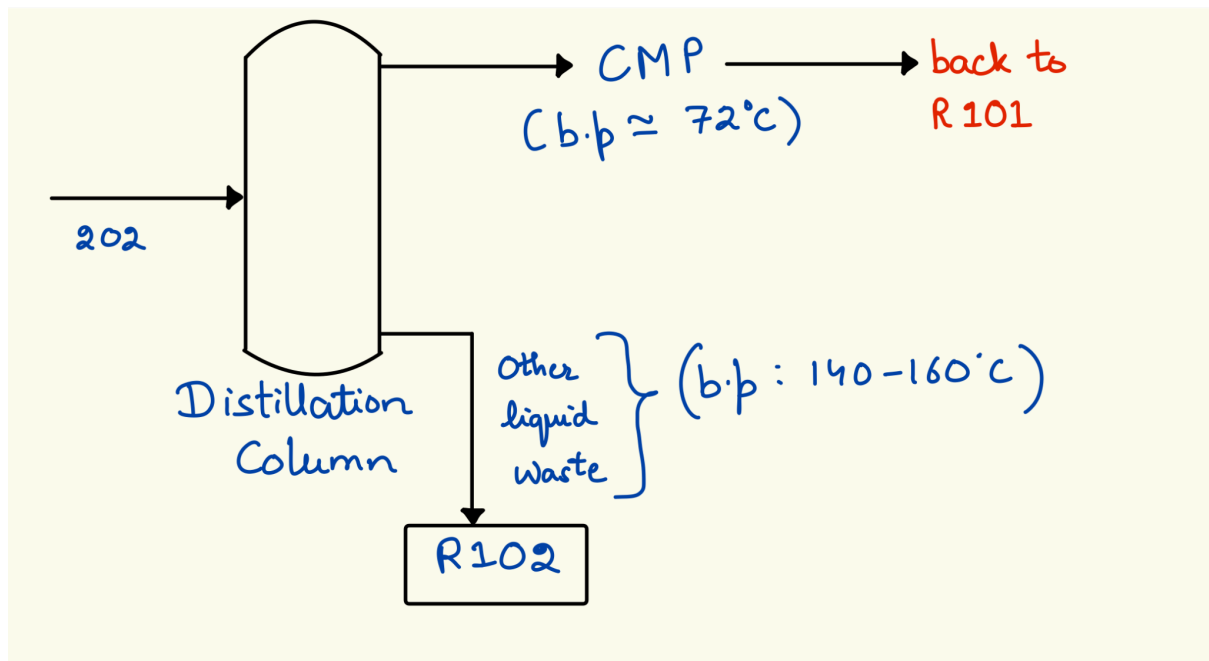 CMP
(b.p ≃ 72°C)
back to
R101
202
Distillation
Column
Other
liquid
waste
(b.p : 140-160°C)
R102